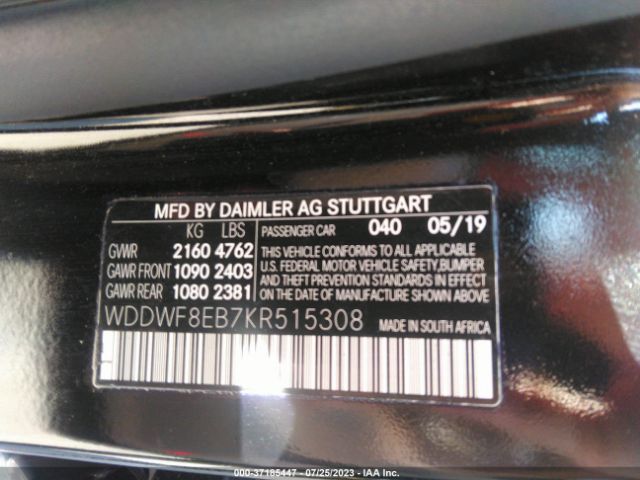 MFD BY DAIMLER AG STUTTGART
KG LBS
GVWR 2160 4762
GAWR FRONT 1090 2403
GAWR REAR 1080 2381
PASSENGER CAR 040 05/19
THIS VEHICLE CONFORMS TO ALL APPLICABLE
U.S. FEDERAL MOTOR VEHICLE SAFETY, BUMPER
AND THEFT PREVENTION STANDARDS IN EFFECT
ON THE DATE OF MANUFACTURE SHOWN ABOVE.
WDDWF8EB7KR515308 MADE IN SOUTH AFRICA
000-37185447 - 07/25/2023 - IAA Inc.